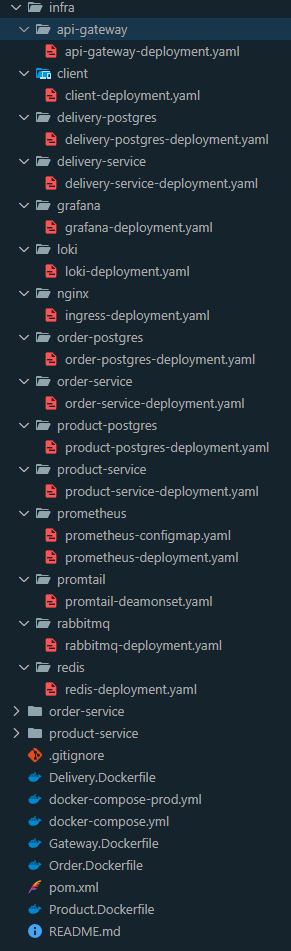 infra
api-gateway
api-gateway-deployment.yaml
client
client-deployment.yaml
delivery-postgres
delivery-postgres-deployment.yaml
delivery-service
delivery-service-deployment.yaml
grafana
grafana-deployment.yaml
loki
loki-deployment.yaml
nginx
ingress-deployment.yaml
order-postgres
order-postgres-deployment.yaml
order-service
order-service-deployment.yaml
product-postgres
product-postgres-deployment.yaml
product-service
product-service-deployment.yaml
prometheus
prometheus-configmap.yaml
prometheus-deployment.yaml
promtail
promtail-deamonset.yaml
rabbitmq
rabbitmq-deployment.yaml
redis
redis-deployment.yaml
order-service
product-service
.gitignore
Delivery.Dockerfile
docker-compose-prod.yml
docker-compose.yml
Gateway.Dockerfile
Order.Dockerfile
pom.xml
Product.Dockerfile
README.md